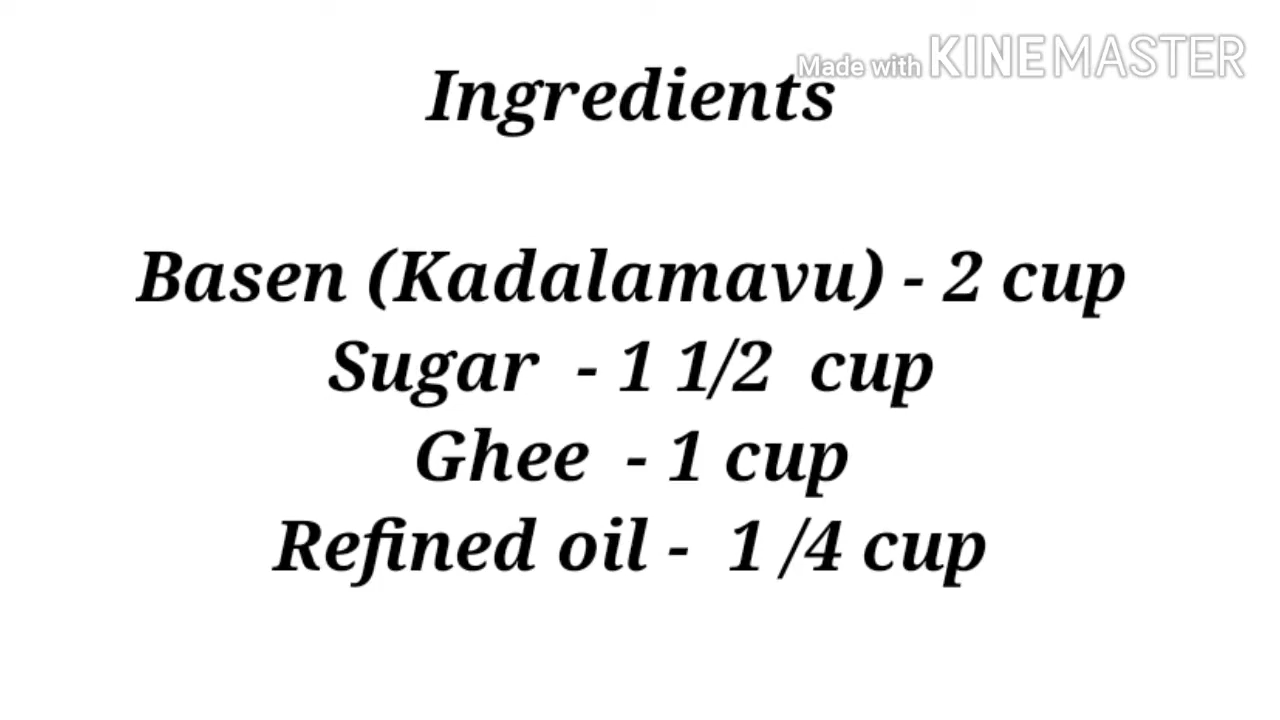 Made with KINEMASTER
Ingredients
Basen (Kadalamavu) - 2 cup
Sugar - 1 1/2 cup
Ghee - 1 cup
Refined oil - 1 /4 cup